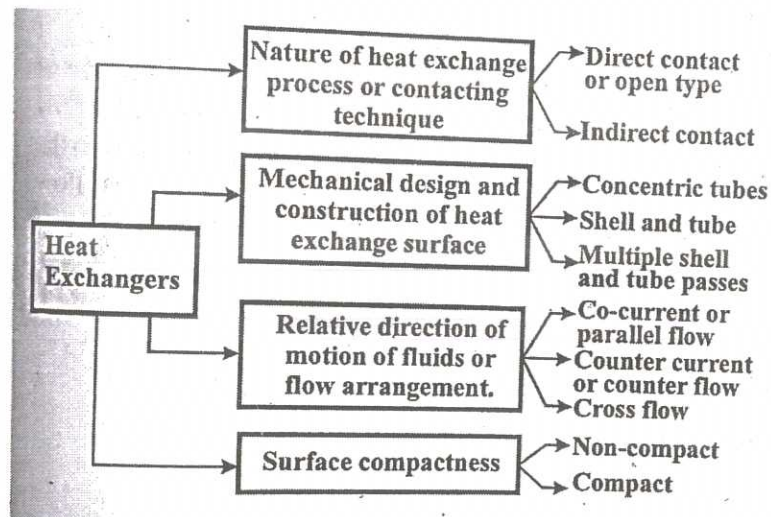 Heat
Exchangers
Nature of heat exchange
process or contacting
technique
Direct contact
or open type
Indirect contact
Mechanical design and
construction of heat
exchange surface
Concentric tubes
Shell and tube
Multiple shell
and tube passes
Relative direction of
motion of fluids or
flow arrangement.
Co-current or
parallel flow
Counter current
or counter flow
Cross flow
Surface compactness
Non-compact
Compact